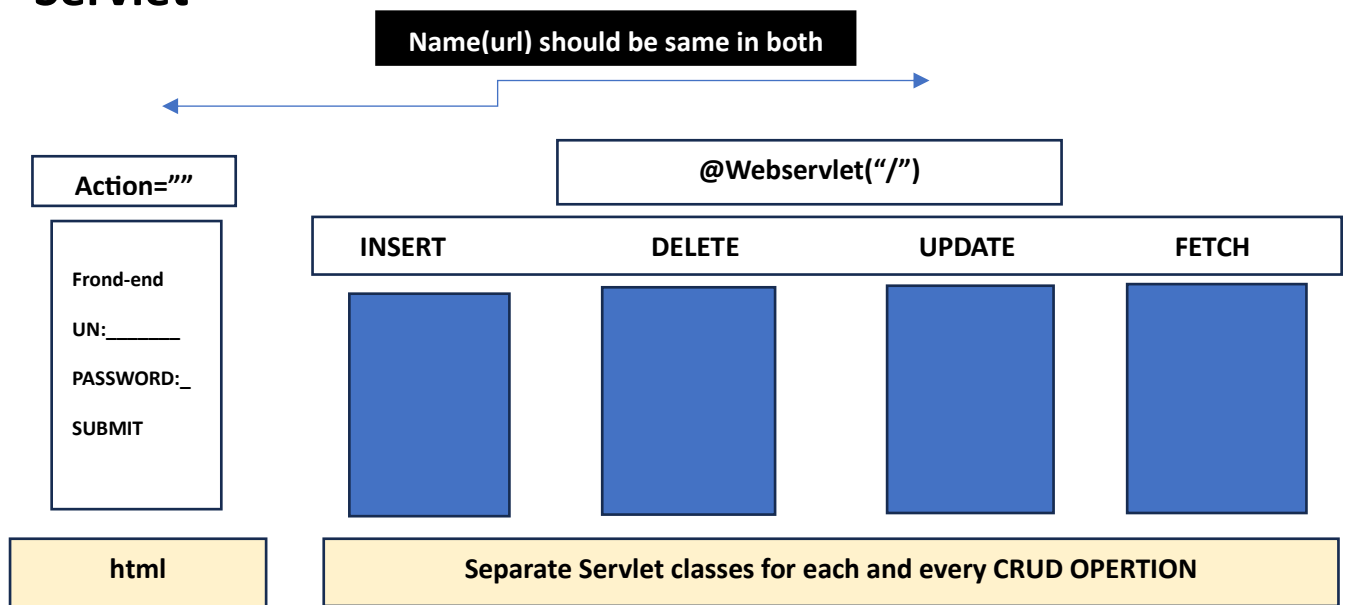 Servlet
Name(url) should be same in both
Action=””
@Webservlet(“/”)
INSERT DELETE UPDATE FETCH
Frond-end
UN:_______
PASSWORD:_
SUBMIT
html
Separate Servlet classes for each and every CRUD OPERTION